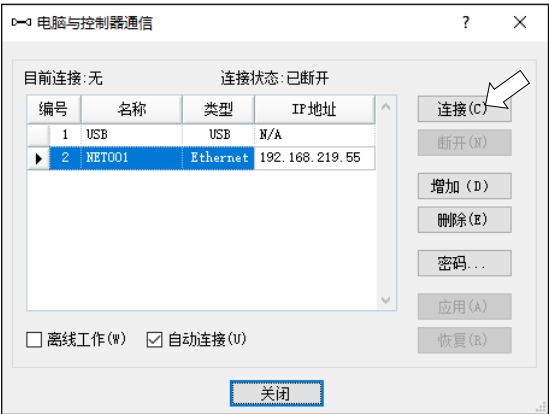 电脑与控制器通信
目前连接:无 连接状态:已断开
编号 名称 类型 IP地址
1 USB USB N/A
2 NET001 Ethernet 192.168.219.55
连接(C)
断开(N)
增加 (D)
删除(E)
密码...
应用(A)
恢复(R)
离线工作(W) 自动连接(U)
关闭